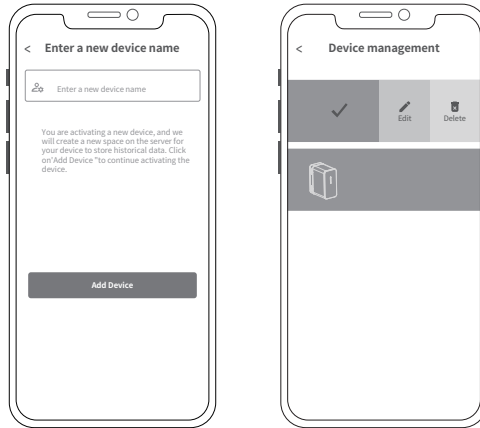 < Enter a new device name
Enter a new device name
You are activating a new device, and we
will create a new space on the server for
your device to store historical data. Click
on'Add Device "to continue activating the
device.
Add Device
< Device management
Edit
Delete